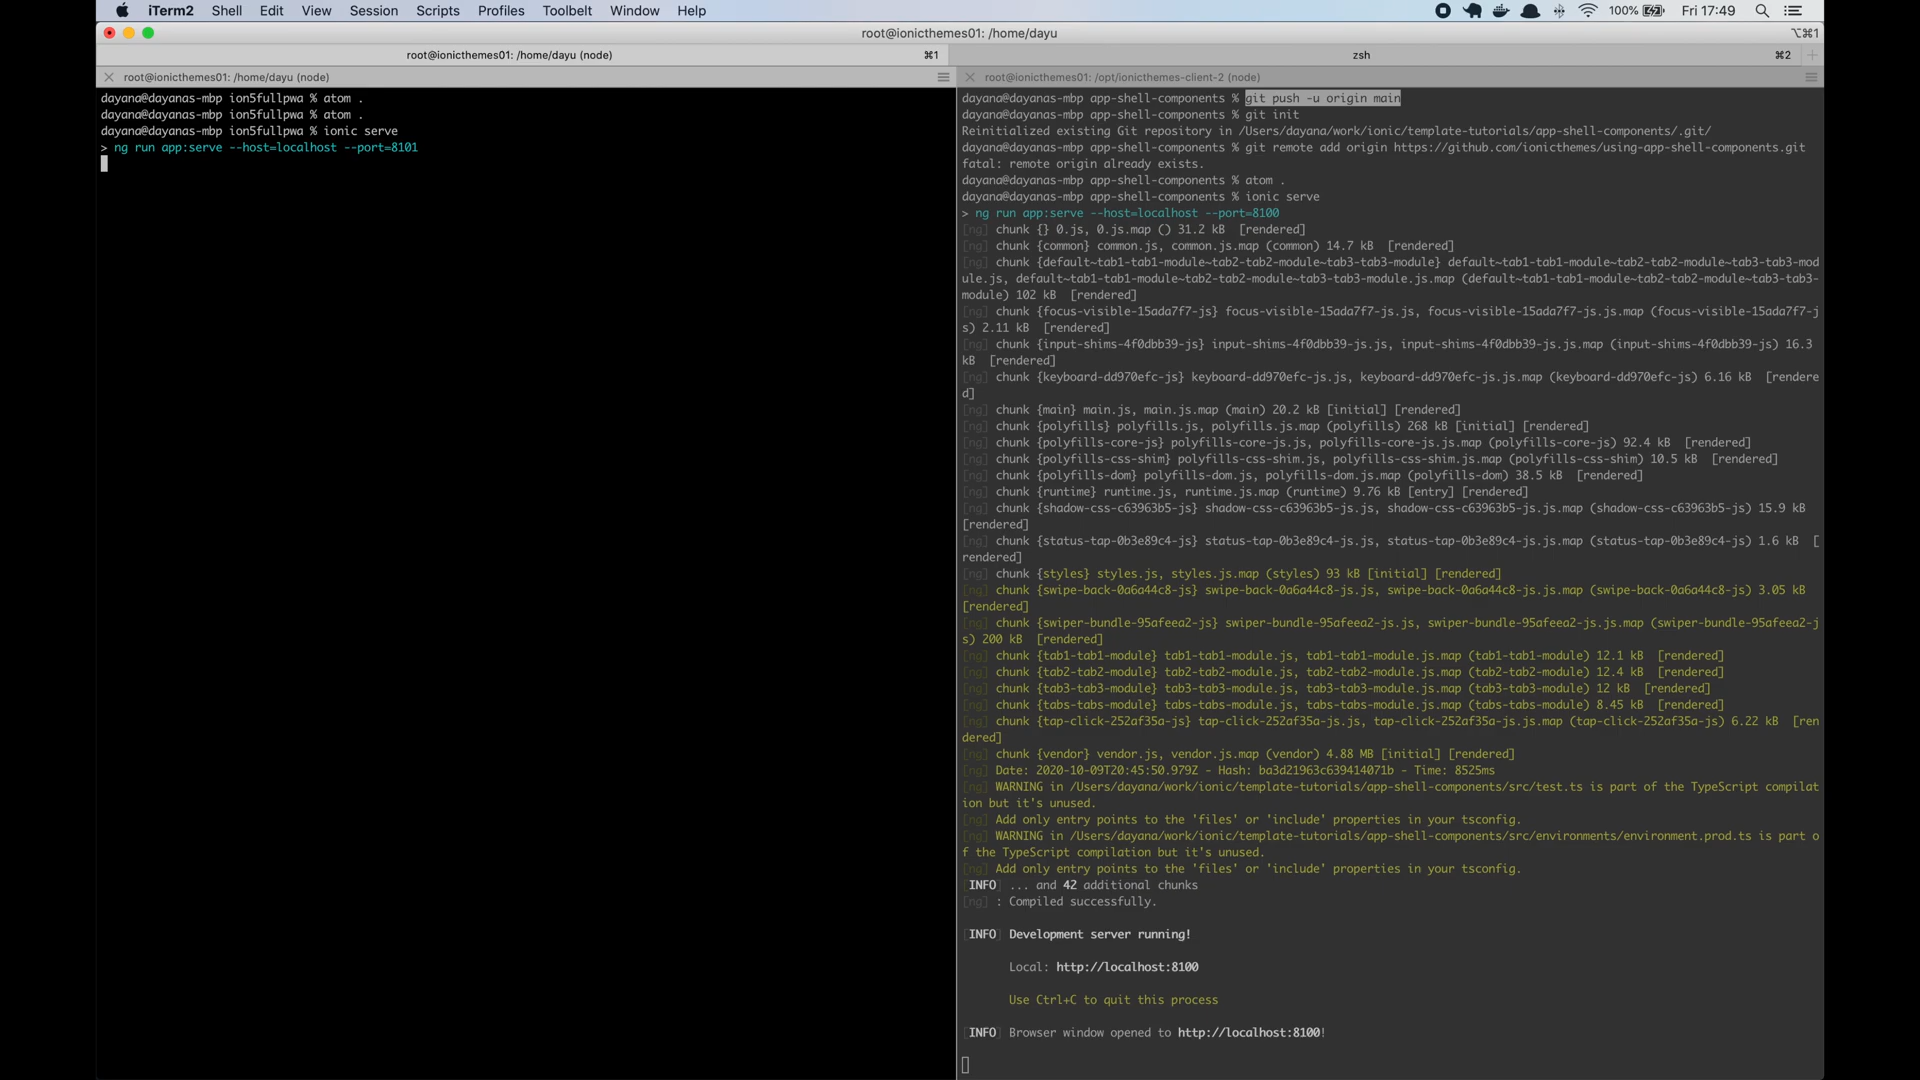 iTerm2 Shell Edit View Session Scripts Profiles Toolbelt Window Help 100% Fri 17:49
root@ionicthemes01: /home/dayu ⌥⌘1
root@ionicthemes01: /home/dayu (node) ⌘1 zsh ⌘2
root@ionicthemes01: /home/dayu (node)
dayana@dayanas-mbp ion5fullpwa % atom .
dayana@dayanas-mbp ion5fullpwa % atom .
dayana@dayanas-mbp ion5fullpwa % ionic serve
> ng run app:serve --host=localhost --port=8101
root@ionicthemes01: /opt/ionicthemes-client-2 (node)
dayana@dayanas-mbp app-shell-components % git push -u origin main
dayana@dayanas-mbp app-shell-components % git init
Reinitialized existing Git repository in /Users/dayana/work/ionic/template-tutorials/app-shell-components/.git/
dayana@dayanas-mbp app-shell-components % git remote add origin https://github.com/ionicthemes/using-app-shell-components.git
fatal: remote origin already exists.
dayana@dayanas-mbp app-shell-components % atom .
dayana@dayanas-mbp app-shell-components % ionic serve
> ng run app:serve --host=localhost --port=8100
[ng] chunk {} 0.js, 0.js.map () 31.2 kB  [rendered]
[ng] chunk {common} common.js, common.js.map (common) 14.7 kB  [rendered]
[ng] chunk {default~tab1-tab1-module~tab2-tab2-module~tab3-tab3-module} default~tab1-tab1-module~tab2-tab2-module~tab3-tab3-mod
ule.js, default~tab1-tab1-module~tab2-tab2-module~tab3-tab3-module.js.map (default~tab1-tab1-module~tab2-tab2-module~tab3-tab3-
module) 102 kB  [rendered]
[ng] chunk {focus-visible-15ada7f7-js} focus-visible-15ada7f7-js.js, focus-visible-15ada7f7-js.js.map (focus-visible-15ada7f7-j
s) 2.11 kB  [rendered]
[ng] chunk {input-shims-4f0dbb39-js} input-shims-4f0dbb39-js.js, input-shims-4f0dbb39-js.js.map (input-shims-4f0dbb39-js) 16.3
kB  [rendered]
[ng] chunk {keyboard-dd970efc-js} keyboard-dd970efc-js.js, keyboard-dd970efc-js.js.map (keyboard-dd970efc-js) 6.16 kB  [rendere
d]
[ng] chunk {main} main.js, main.js.map (main) 20.2 kB [initial] [rendered]
[ng] chunk {polyfills} polyfills.js, polyfills.js.map (polyfills) 268 kB [initial] [rendered]
[ng] chunk {polyfills-core-js} polyfills-core-js.js, polyfills-core-js.js.map (polyfills-core-js) 92.4 kB  [rendered]
[ng] chunk {polyfills-css-shim} polyfills-css-shim.js, polyfills-css-shim.js.map (polyfills-css-shim) 10.5 kB  [rendered]
[ng] chunk {polyfills-dom} polyfills-dom.js, polyfills-dom.js.map (polyfills-dom) 38.5 kB  [rendered]
[ng] chunk {runtime} runtime.js, runtime.js.map (runtime) 9.76 kB [entry] [rendered]
[ng] chunk {shadow-css-c63963b5-js} shadow-css-c63963b5-js.js, shadow-css-c63963b5-js.js.map (shadow-css-c63963b5-js) 15.9 kB
[rendered]
[ng] chunk {status-tap-0b3e89c4-js} status-tap-0b3e89c4-js.js, status-tap-0b3e89c4-js.js.map (status-tap-0b3e89c4-js) 1.6 kB  [
rendered]
[ng] chunk {styles} styles.js, styles.js.map (styles) 93 kB [initial] [rendered]
[ng] chunk {swipe-back-0a6a44c8-js} swipe-back-0a6a44c8-js.js, swipe-back-0a6a44c8-js.js.map (swipe-back-0a6a44c8-js) 3.05 kB
[rendered]
[ng] chunk {swiper-bundle-95afeea2-js} swiper-bundle-95afeea2-js.js, swiper-bundle-95afeea2-js.js.map (swiper-bundle-95afeea2-j
s) 200 kB  [rendered]
[ng] chunk {tab1-tab1-module} tab1-tab1-module.js, tab1-tab1-module.js.map (tab1-tab1-module) 12.1 kB  [rendered]
[ng] chunk {tab2-tab2-module} tab2-tab2-module.js, tab2-tab2-module.js.map (tab2-tab2-module) 12.4 kB  [rendered]
[ng] chunk {tab3-tab3-module} tab3-tab3-module.js, tab3-tab3-module.js.map (tab3-tab3-module) 12 kB  [rendered]
[ng] chunk {tabs-tabs-module} tabs-tabs-module.js, tabs-tabs-module.js.map (tabs-tabs-module) 8.45 kB  [rendered]
[ng] chunk {tap-click-252af35a-js} tap-click-252af35a-js.js, tap-click-252af35a-js.js.map (tap-click-252af35a-js) 6.22 kB  [ren
dered]
[ng] chunk {vendor} vendor.js, vendor.js.map (vendor) 4.88 MB [initial] [rendered]
[ng] Date: 2020-10-09T20:45:50.979Z - Hash: ba3d21963c639414071b - Time: 8525ms
[ng] WARNING in /Users/dayana/work/ionic/template-tutorials/app-shell-components/src/test.ts is part of the TypeScript compilat
ion but it's unused.
[ng] Add only entry points to the 'files' or 'include' properties in your tsconfig.
[ng] WARNING in /Users/dayana/work/ionic/template-tutorials/app-shell-components/src/environments/environment.prod.ts is part o
f the TypeScript compilation but it's unused.
[ng] Add only entry points to the 'files' or 'include' properties in your tsconfig.
[INFO] ... and 42 additional chunks
[ng] : Compiled successfully.
[INFO] Development server running!
Local: http://localhost:8100
Use Ctrl+C to quit this process
[INFO] Browser window opened to http://localhost:8100!